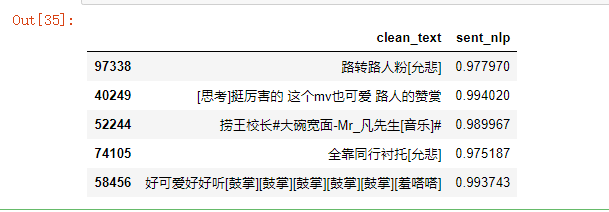 Out[35]:
clean_text sent_nlp
97338 路转路人粉[允悲] 0.977970
40249 [思考]挺厉害的 这个mv也可爱 路人的赞赏 0.994020
52244 捞王校长#大碗宽面-Mr_凡先生[音乐]# 0.989967
74105 全靠同行衬托[允悲] 0.975187
58456 好可爱好好听[鼓掌][鼓掌][鼓掌][鼓掌][鼓掌][羞嗒嗒] 0.993743